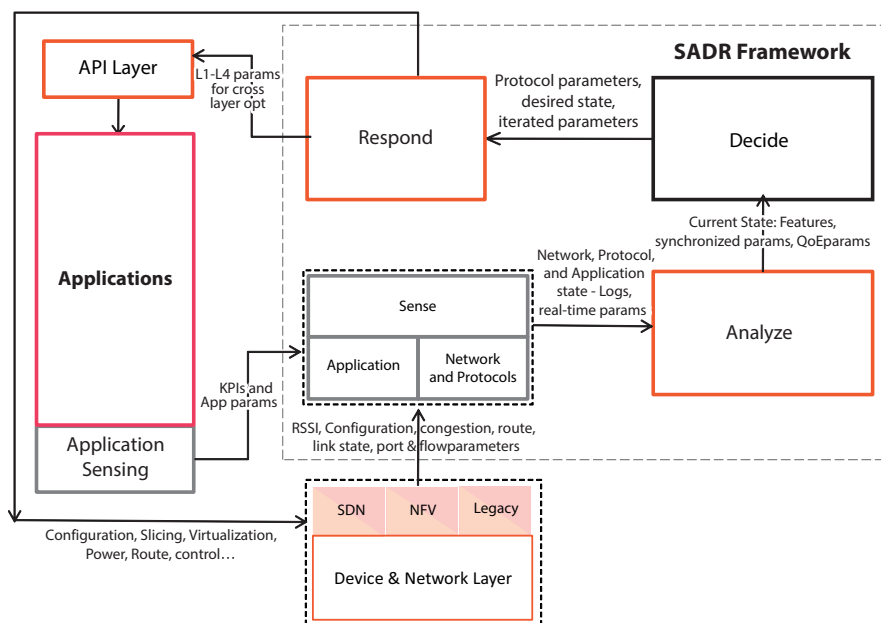 SADR Framework
API Layer
L1-L4 params
for cross
layer opt
Respond
Protocol parameters,
desired state,
iterated parameters
Decide
Applications
Current State: Features,
synchronized params, QoEparams
Network, Protocol,
and Application
state - Logs,
real-time params
Sense
Application
Network
and Protocols
Analyze
KPIs and
App params
Application
Sensing
RSSI, Configuration, congestion, route,
link state, port & flowparameters
SDN
NFV
Legacy
Configuration, Slicing, Virtualization,
Power, Route, control…
Device & Network Layer